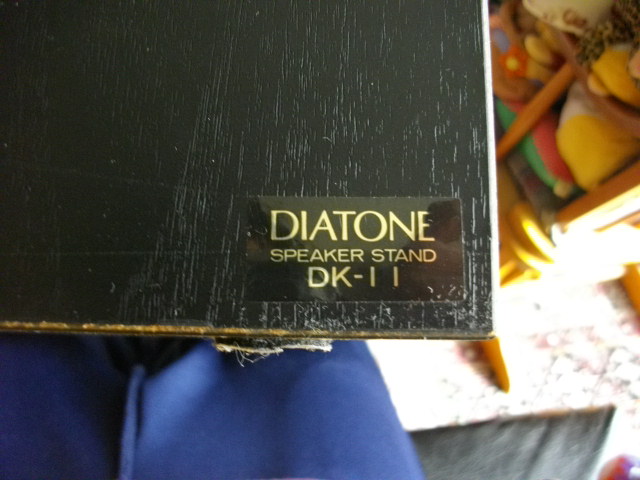 DIATONE
SPEAKER STAND
DK-11